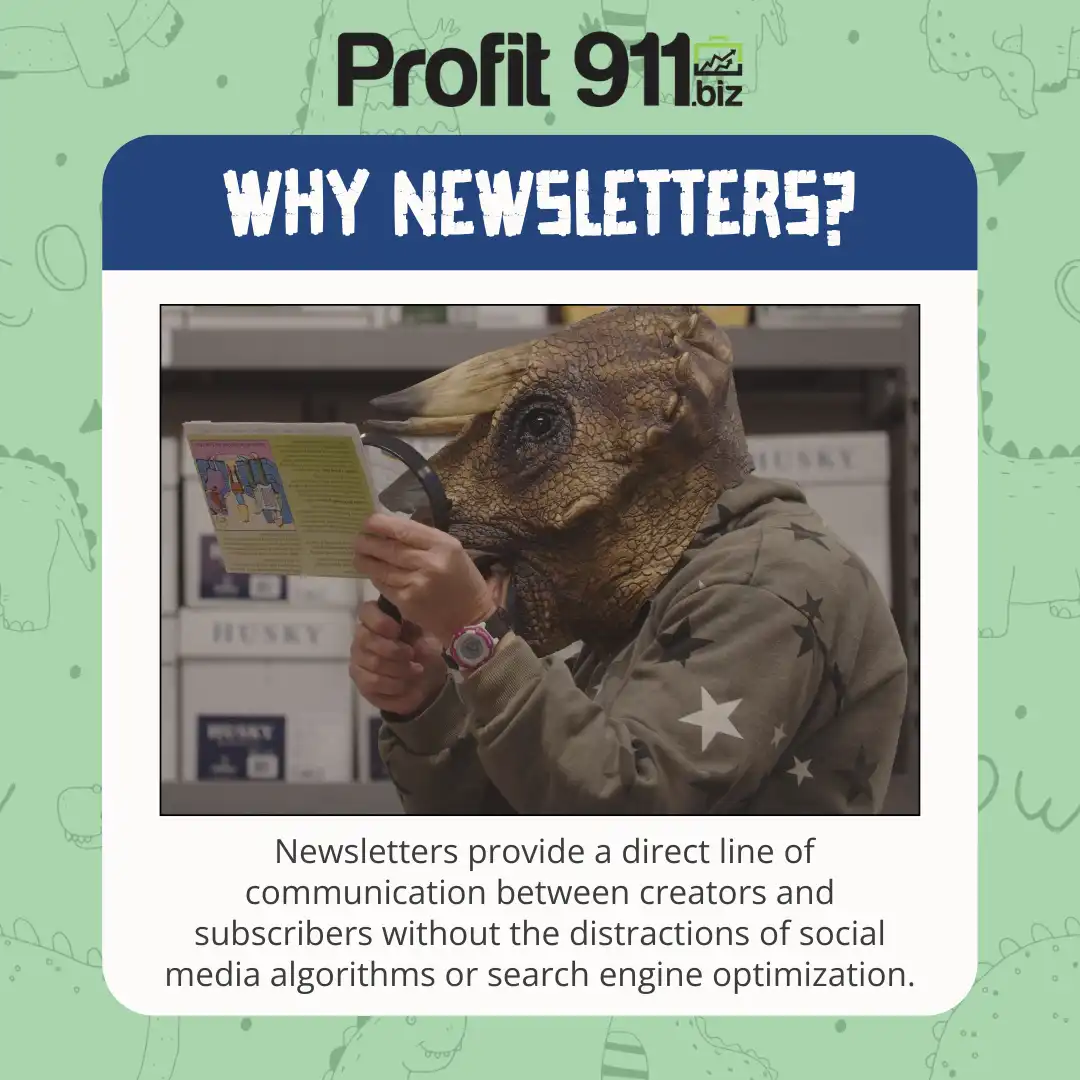 Profit 911
.biz
WHY NEWSLETTERS?
HUSKY
HUSKY
HUSKY
Newsletters provide a direct line of
communication between creators and
subscribers without the distractions of social
media algorithms or search engine optimization.